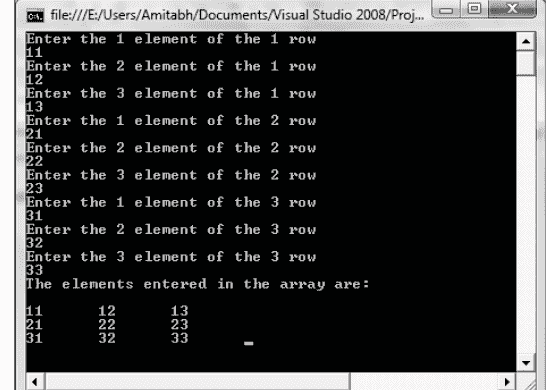 file:///E:/Users/Amitabh/Documents/Visual Studio 2008/Proj...
Enter the 1 element of the 1 row
11
Enter the 2 element of the 1 row
12
Enter the 3 element of the 1 row
13
Enter the 1 element of the 2 row
21
Enter the 2 element of the 2 row
22
Enter the 3 element of the 2 row
23
Enter the 1 element of the 3 row
31
Enter the 2 element of the 3 row
32
Enter the 3 element of the 3 row
33
The elements entered in the array are:
11 12 13
21 22 23
31 32 33